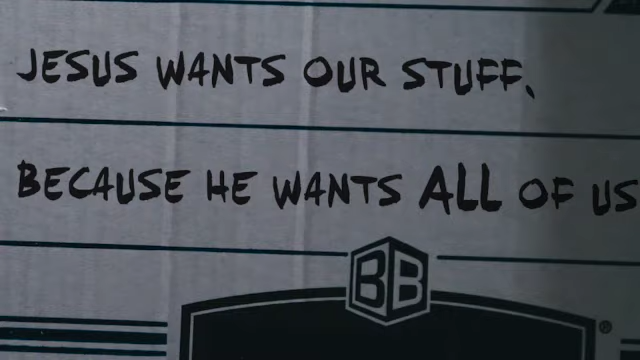 JESUS WANTS OUR STUFF,
BECAUSE HE WANTS ALL OF US
BB
®